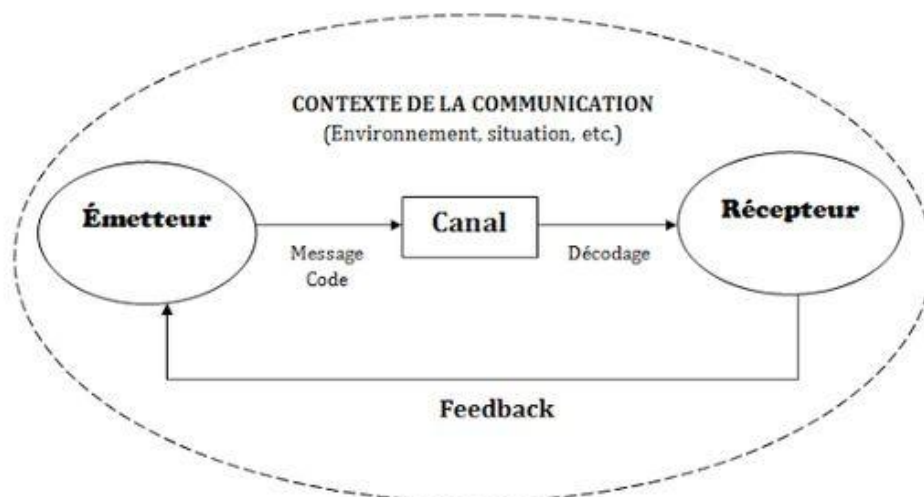 CONTEXTE DE LA COMMUNICATION
(Environnement, situation, etc.)
Émetteur
Message
Code
Canal
Décodage
Récepteur
Feedback